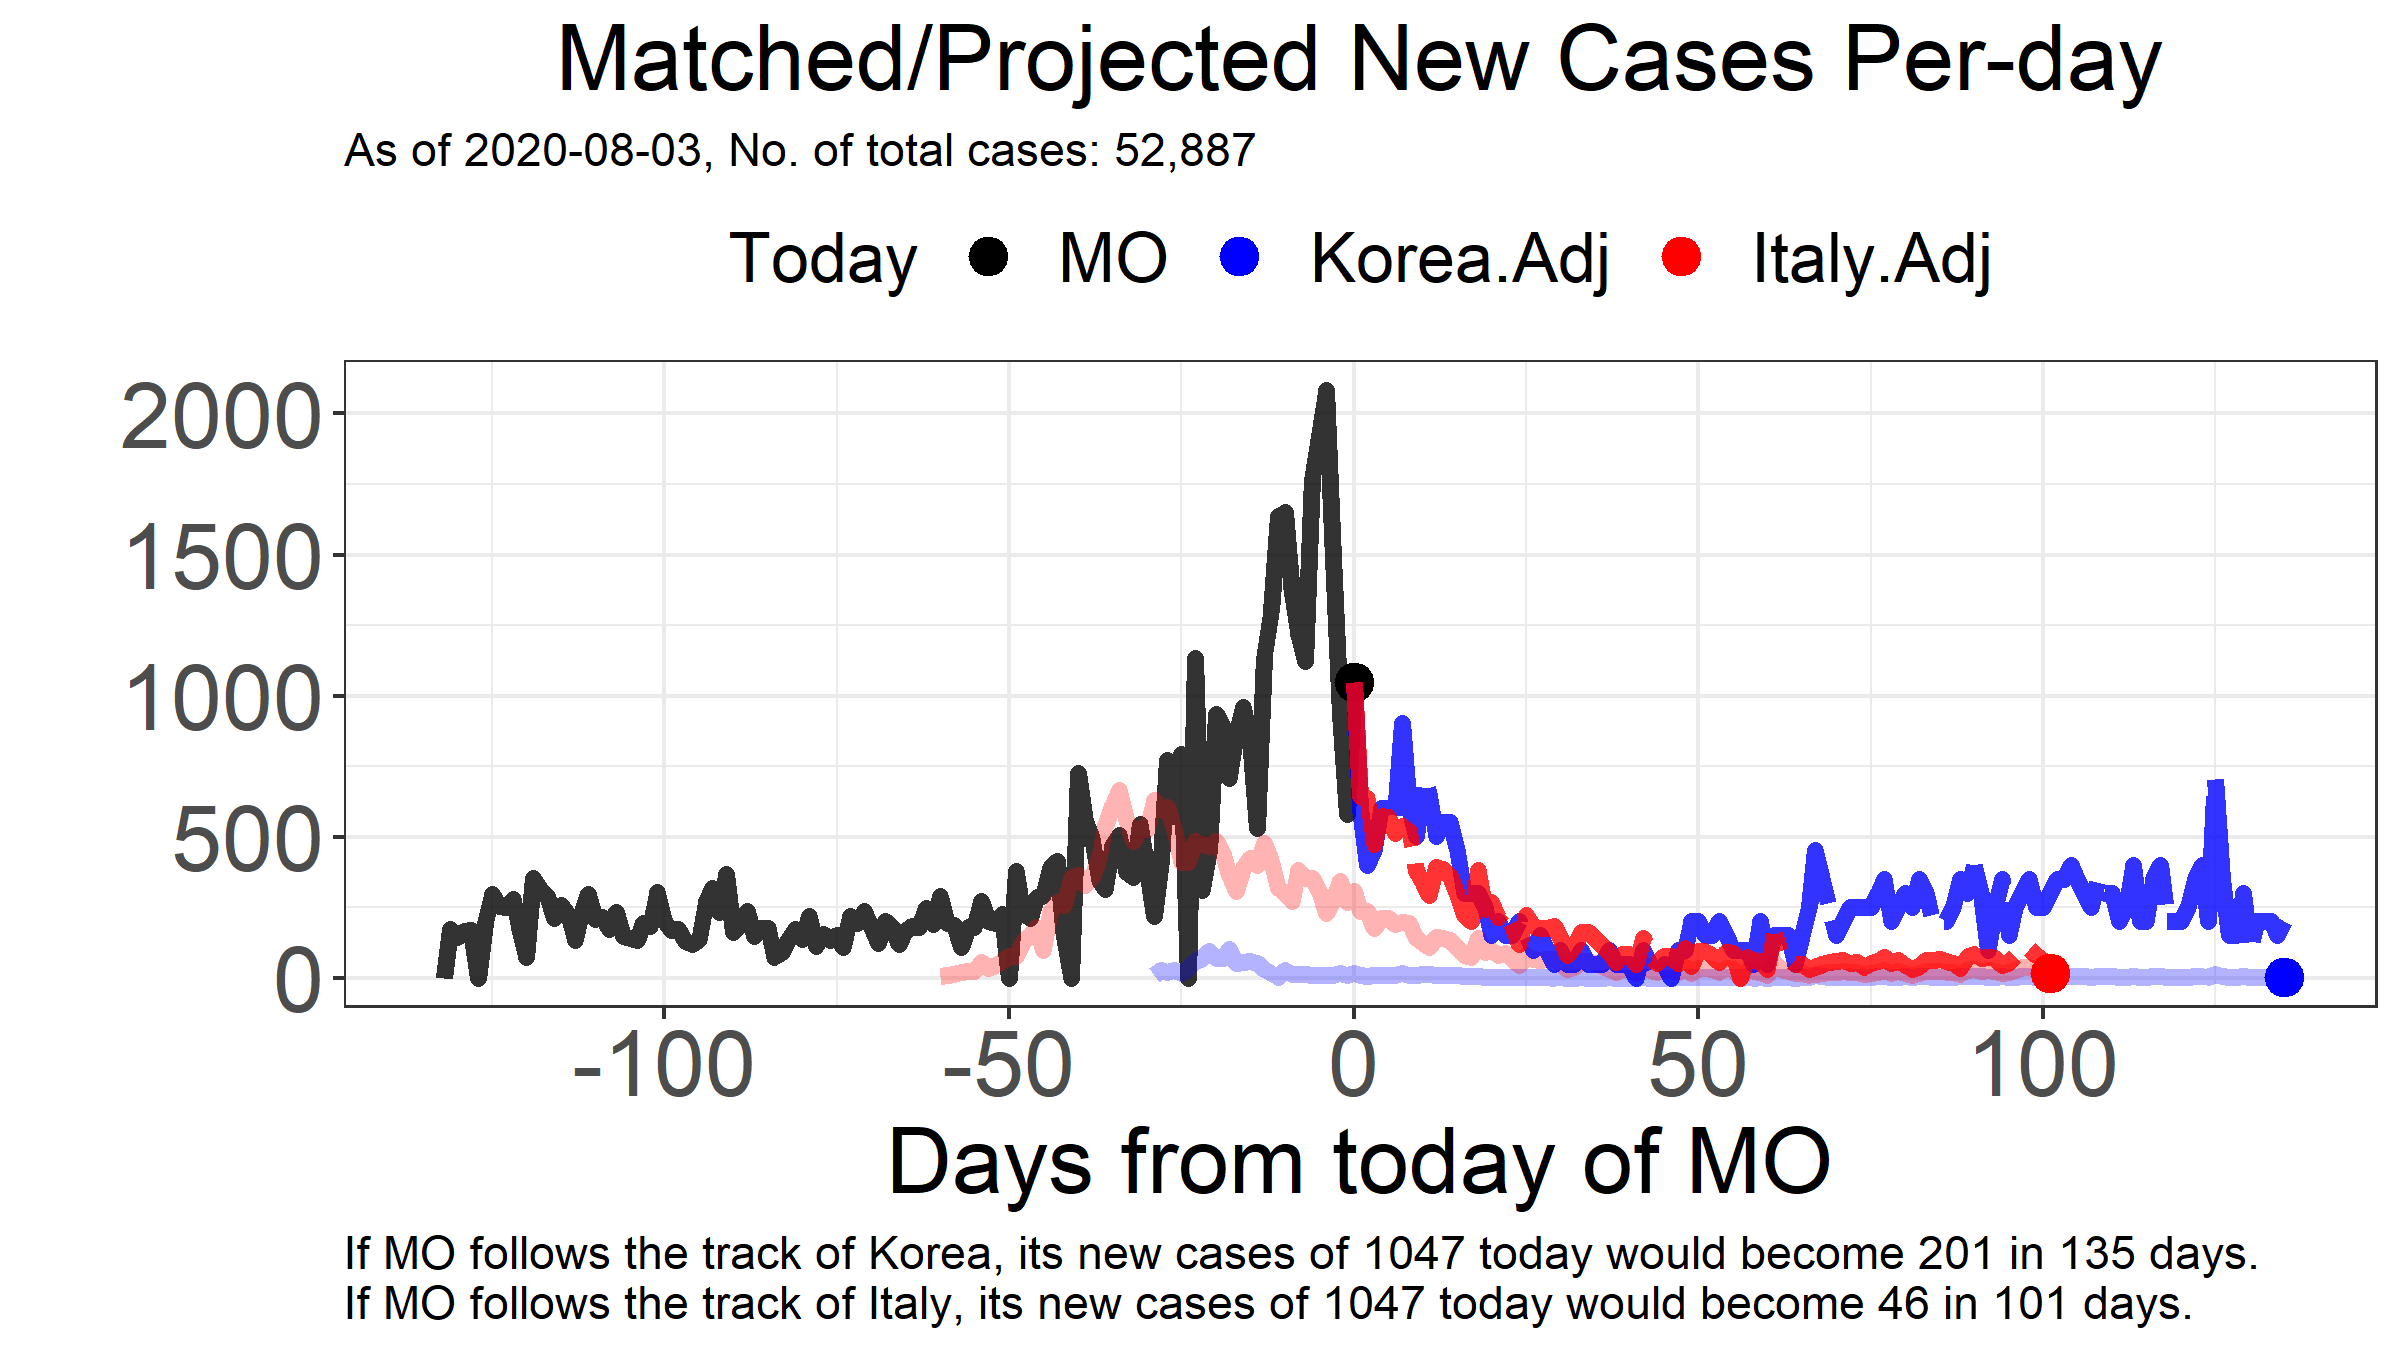 Matched/Projected New Cases Per-day
As of 2020-08-03, No. of total cases: 52,887
Today MO Korea.Adj Italy.Adj
2000
1500
1000
500
0
-100 -50 0 50 100
Days from today of MO
If MO follows the track of Korea, its new cases of 1047 today would become 201 in 135 days.
If MO follows the track of Italy, its new cases of 1047 today would become 46 in 101 days.